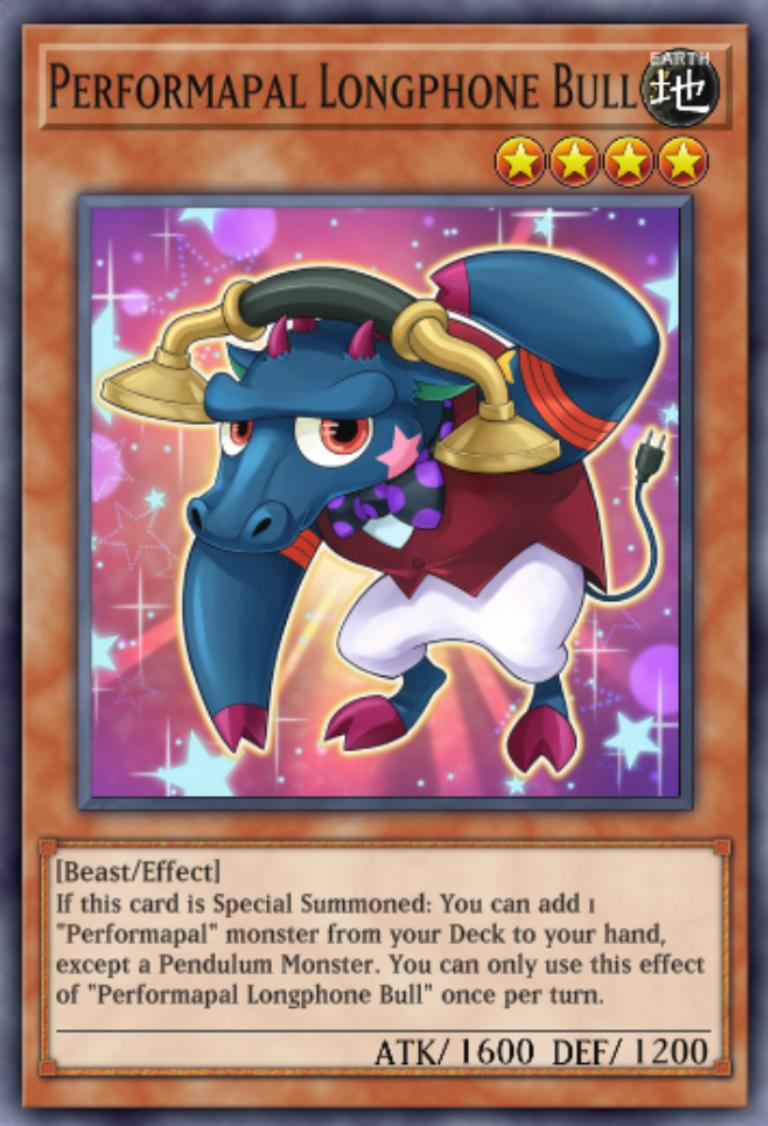 PERFORMAPAL LONGPHONE BULL
EARTH
地
[Beast/Effect]
If this card is Special Summoned: You can add 1
"Performapal" monster from your Deck to your hand,
except a Pendulum Monster. You can only use this effect
of "Performapal Longphone Bull" once per turn.
ATK/ 1600 DEF/ 1200